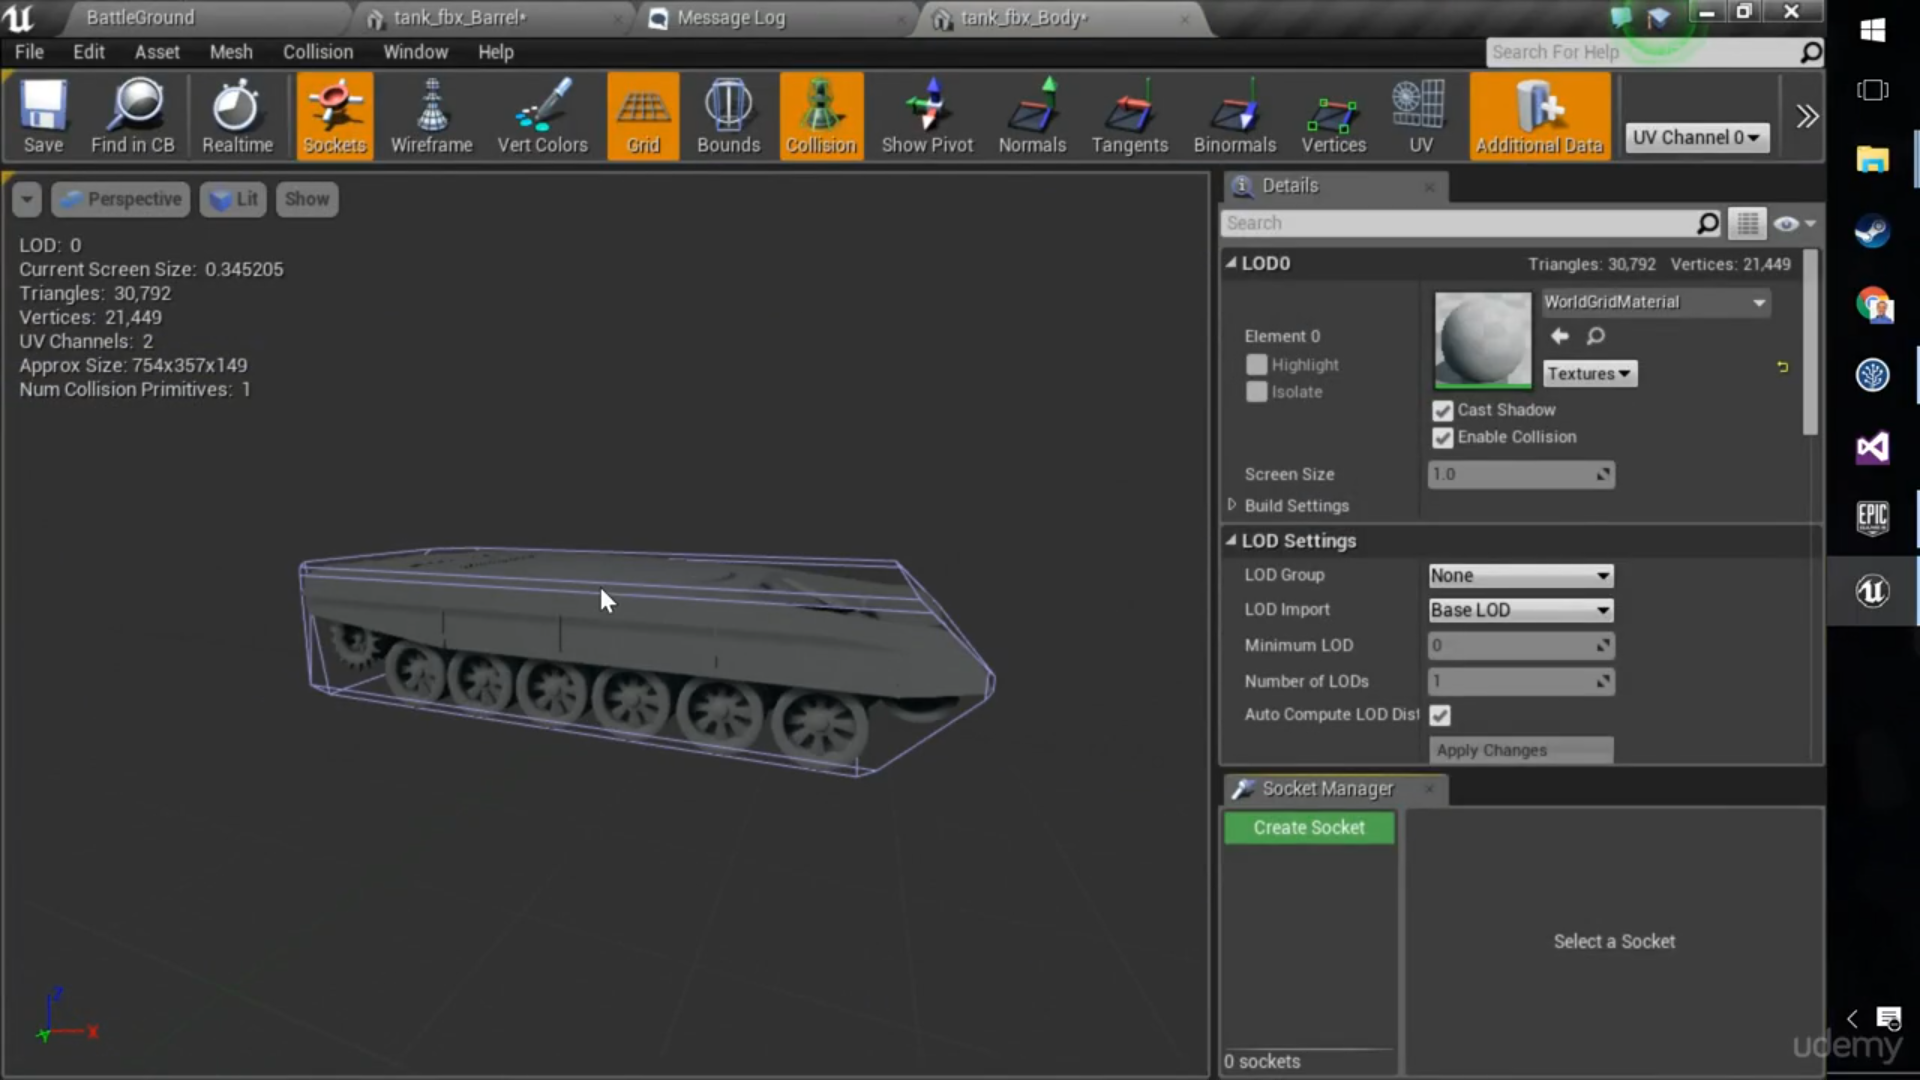 BattleGround
tank_fbx_Barrel*
Message Log
tank_fbx_Body*
File
Edit
Asset
Mesh
Collision
Window
Help
Search For Help
Save
Find in CB
Realtime
Sockets
Wireframe
Vert Colors
Grid
Bounds
Collision
Show Pivot
Normals
Tangents
Binormals
Vertices
UV
Additional Data
UV Channel 0
Perspective
Lit
Show
LOD: 0
Current Screen Size: 0.345205
Triangles: 30,792
Vertices: 21,449
UV Channels: 2
Approx Size: 754x357x149
Num Collision Primitives: 1
Z
X
Y
Details
Search
LOD0
Triangles: 30,792 Vertices: 21,449
Element 0
Highlight
Isolate
WorldGridMaterial
Textures
Cast Shadow
Enable Collision
Screen Size
1.0
Build Settings
LOD Settings
LOD Group
None
LOD Import
Base LOD
Minimum LOD
0
Number of LODs
1
Auto Compute LOD Dist
Apply Changes
Socket Manager
Create Socket
Select a Socket
0 sockets
EPIC
udemy